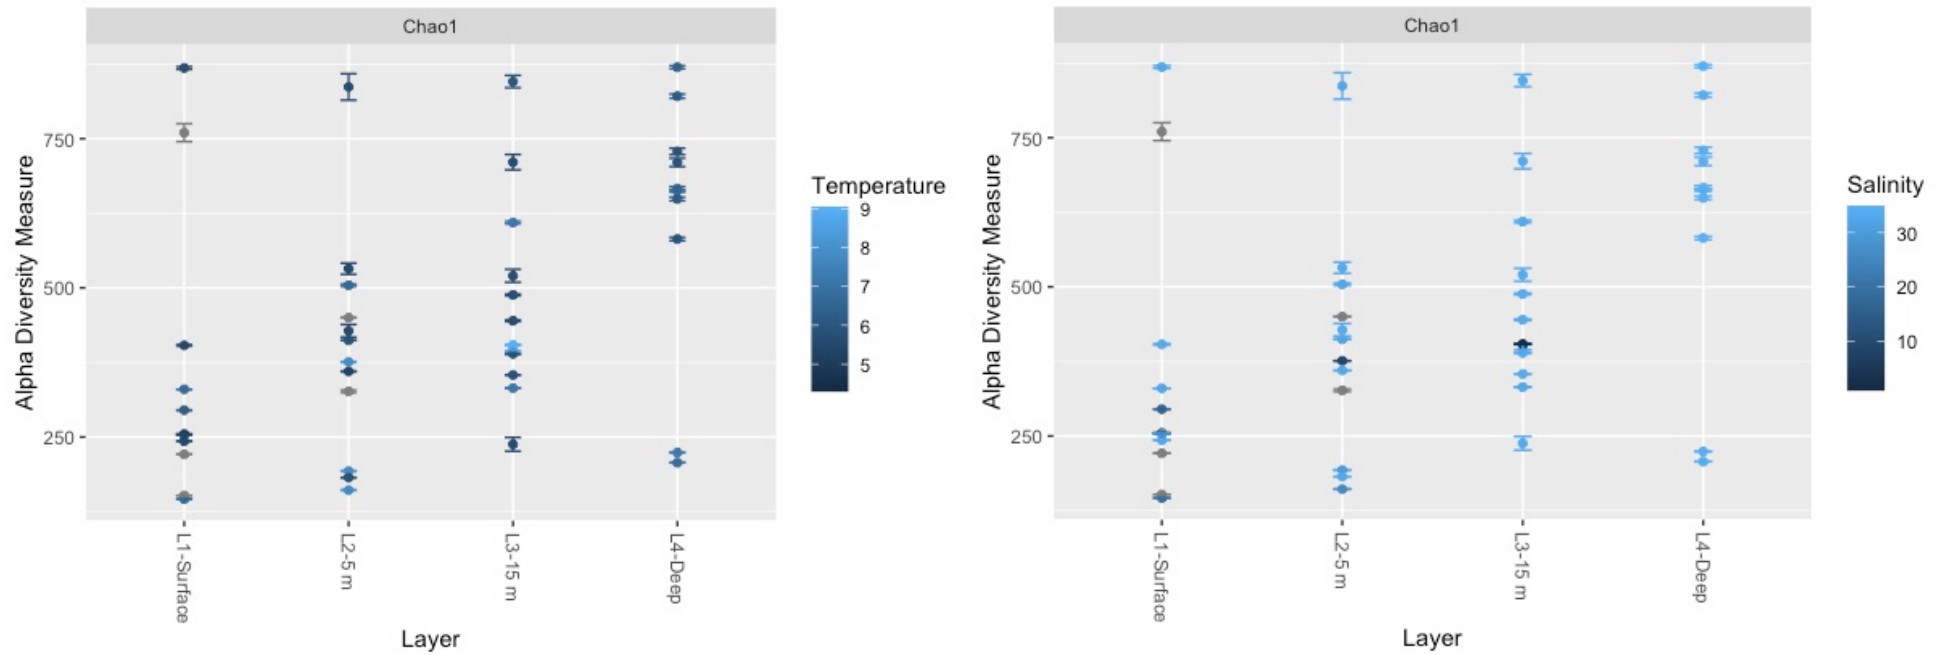 Chao1
Alpha Diversity Measure
750
500
250
L1-Surface
L2-5 m
L3-15 m
L4-Deep
Layer
Temperature
9
8
7
6
5
Chao1
Alpha Diversity Measure
750
500
250
L1-Surface
L2-5 m
L3-15 m
L4-Deep
Layer
Salinity
30
20
10